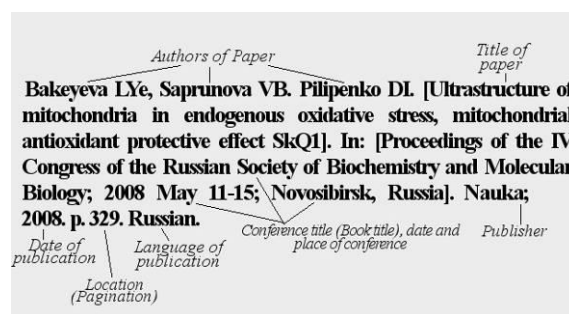 Authors of Paper
Title of
paper
Bakeyeva LYe, Saprunova VB. Pilipenko DI. [Ultrastructure of
mitochondria in endogenous oxidative stress, mitochondrial
antioxidant protective effect SkQ1]. In: [Proceedings of the IV
Congress of the Russian Society of Biochemistry and Molecular
Biology; 2008 May 11-15; Novosibirsk, Russia]. Nauka;
2008. p. 329. Russian.
Date of
publication
Language of
publication
Conference title (Book title), date and
place of conference
Publisher
Location
(Pagination)